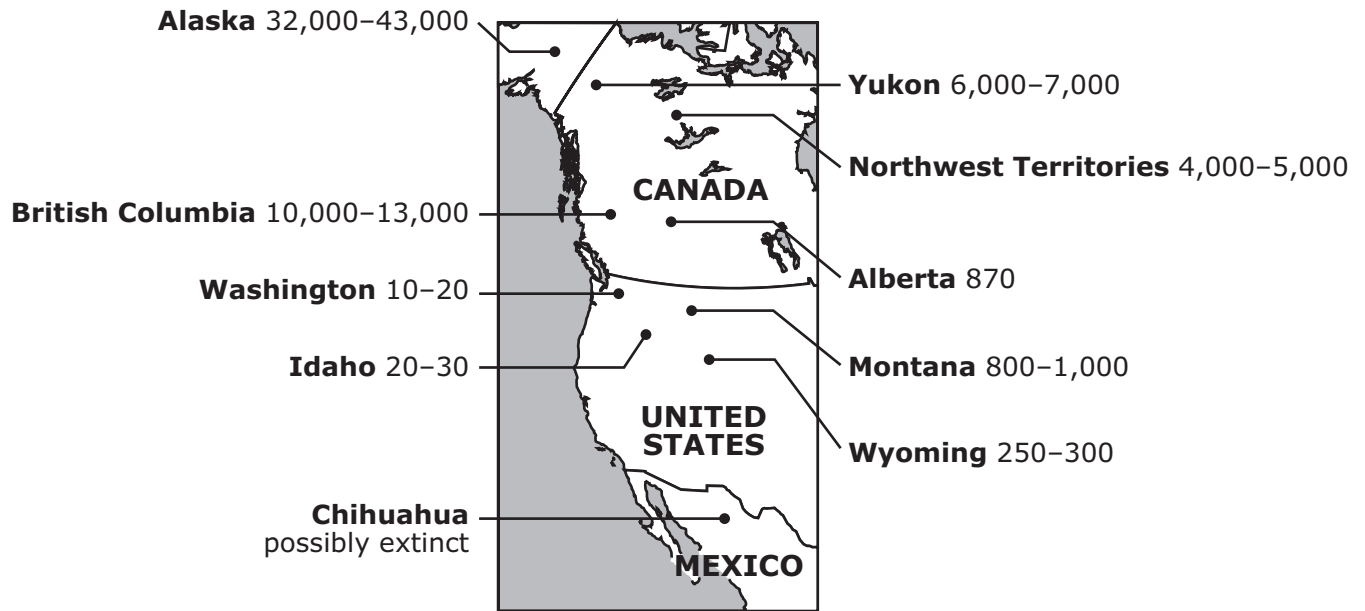 Alaska 32,000–43,000
Yukon 6,000–7,000
Northwest Territories 4,000–5,000
CANADA
British Columbia 10,000–13,000
Alberta 870
Washington 10–20
Montana 800–1,000
Idaho 20–30
UNITED
STATES
Wyoming 250–300
Chihuahua
possibly extinct
MEXICO